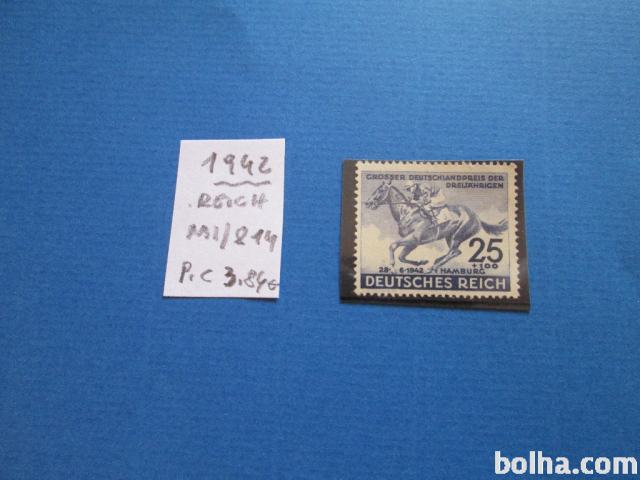 1942
REICH
MI/814
P.C 3.84€
GROSSER DEUTSCHLANDPREIS DER
DREIJÄHRIGEN
25
+100
28. 6.1942 HAMBURG
DEUTSCHES REICH
bolha.com